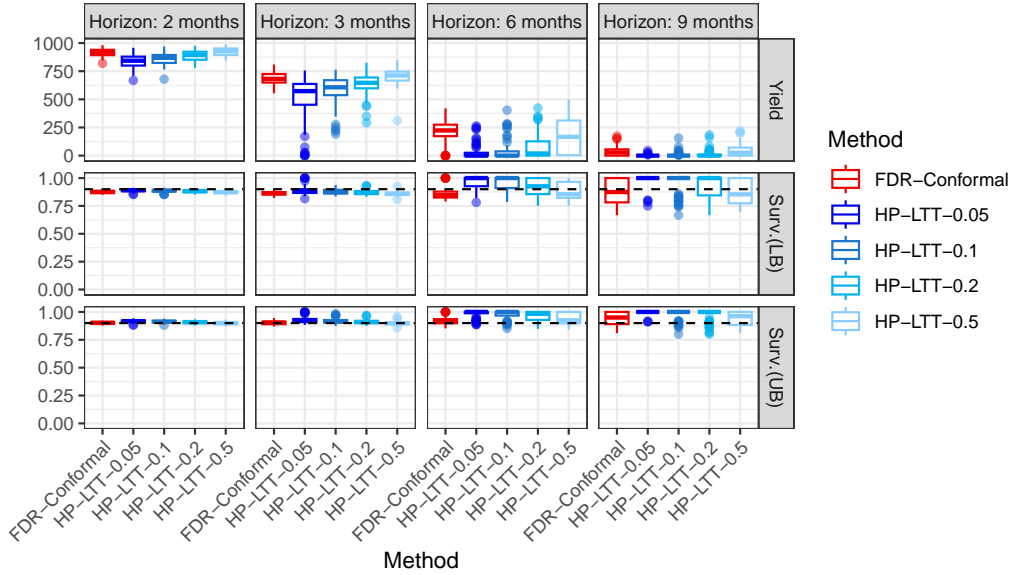 Horizon: 2 months
Horizon: 3 months
Horizon: 6 months
Horizon: 9 months
1000
750
500
250
0
Yield
1.00
0.75
0.50
0.25
0.00
Surv.(LB)
1.00
0.75
0.50
0.25
0.00
Surv.(UB)
FDR−Conformal
HP−LTT−0.05
HP−LTT−0.1
HP−LTT−0.2
HP−LTT−0.5
FDR−Conformal
HP−LTT−0.05
HP−LTT−0.1
HP−LTT−0.2
HP−LTT−0.5
FDR−Conformal
HP−LTT−0.05
HP−LTT−0.1
HP−LTT−0.2
HP−LTT−0.5
FDR−Conformal
HP−LTT−0.05
HP−LTT−0.1
HP−LTT−0.2
HP−LTT−0.5
Method
Method
FDR−Conformal
HP−LTT−0.05
HP−LTT−0.1
HP−LTT−0.2
HP−LTT−0.5